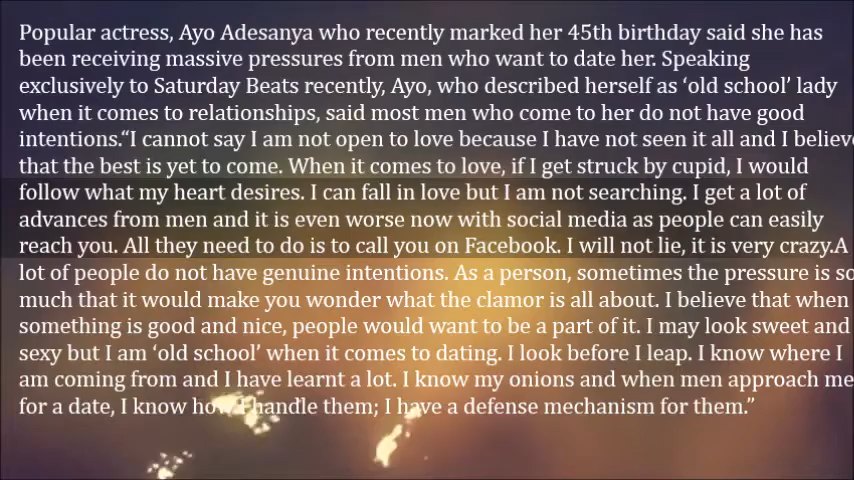 Popular actress, Ayo Adesanya who recently marked her 45th birthday said she has
been receiving massive pressures from men who want to date her. Speaking
exclusively to Saturday Beats recently, Ayo, who described herself as ‘old school’ lady
when it comes to relationships, said most men who come to her do not have good
intentions.“I cannot say I am not open to love because I have not seen it all and I believe
that the best is yet to come. When it comes to love, if I get struck by cupid, I would
follow what my heart desires. I can fall in love but I am not searching. I get a lot of
advances from men and it is even worse now with social media as people can easily
reach you. All they need to do is to call you on Facebook. I will not lie, it is very crazy.A
lot of people do not have genuine intentions. As a person, sometimes the pressure is so
much that it would make you wonder what the clamor is all about. I believe that when
something is good and nice, people would want to be a part of it. I may look sweet and
sexy but I am ‘old school’ when it comes to dating. I look before I leap. I know where I
am coming from and I have learnt a lot. I know my onions and when men approach me
for a date, I know how I handle them; I have a defense mechanism for them.”